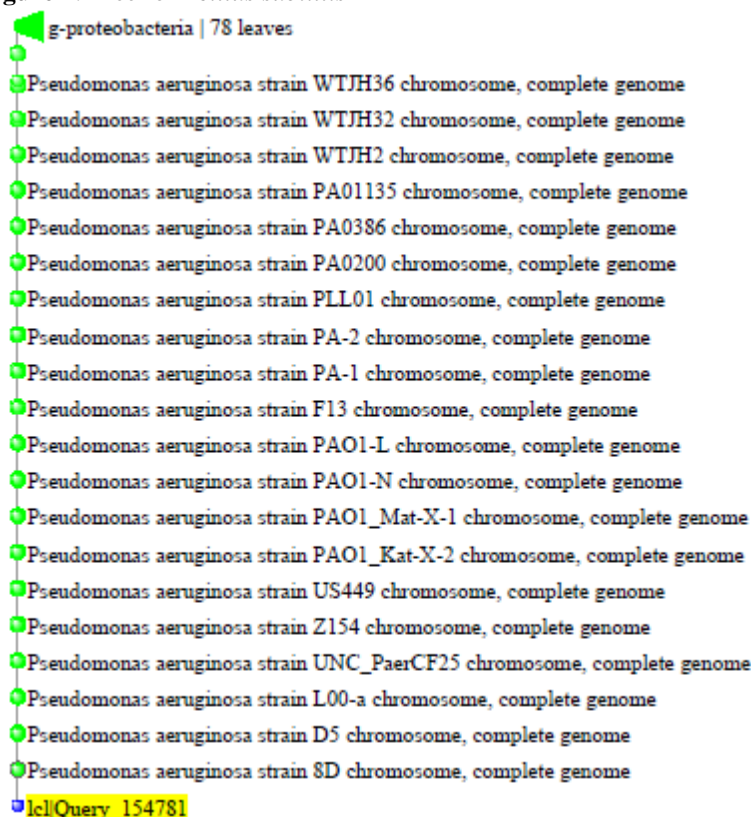 g-proteobacteria | 78 leaves
Pseudomonas aeruginosa strain WTJH36 chromosome, complete genome
Pseudomonas aeruginosa strain WTJH32 chromosome, complete genome
Pseudomonas aeruginosa strain WTJH2 chromosome, complete genome
Pseudomonas aeruginosa strain PA01135 chromosome, complete genome
Pseudomonas aeruginosa strain PA0386 chromosome, complete genome
Pseudomonas aeruginosa strain PA0200 chromosome, complete genome
Pseudomonas aeruginosa strain PLL01 chromosome, complete genome
Pseudomonas aeruginosa strain PA-2 chromosome, complete genome
Pseudomonas aeruginosa strain PA-1 chromosome, complete genome
Pseudomonas aeruginosa strain F13 chromosome, complete genome
Pseudomonas aeruginosa strain PAO1-L chromosome, complete genome
Pseudomonas aeruginosa strain PAO1-N chromosome, complete genome
Pseudomonas aeruginosa strain PAO1_Mat-X-1 chromosome, complete genome
Pseudomonas aeruginosa strain PAO1_Kat-X-2 chromosome, complete genome
Pseudomonas aeruginosa strain US449 chromosome, complete genome
Pseudomonas aeruginosa strain Z154 chromosome, complete genome
Pseudomonas aeruginosa strain UNC_PaerCF25 chromosome, complete genome
Pseudomonas aeruginosa strain L00-a chromosome, complete genome
Pseudomonas aeruginosa strain D5 chromosome, complete genome
Pseudomonas aeruginosa strain 8D chromosome, complete genome
lcl|Query_154781